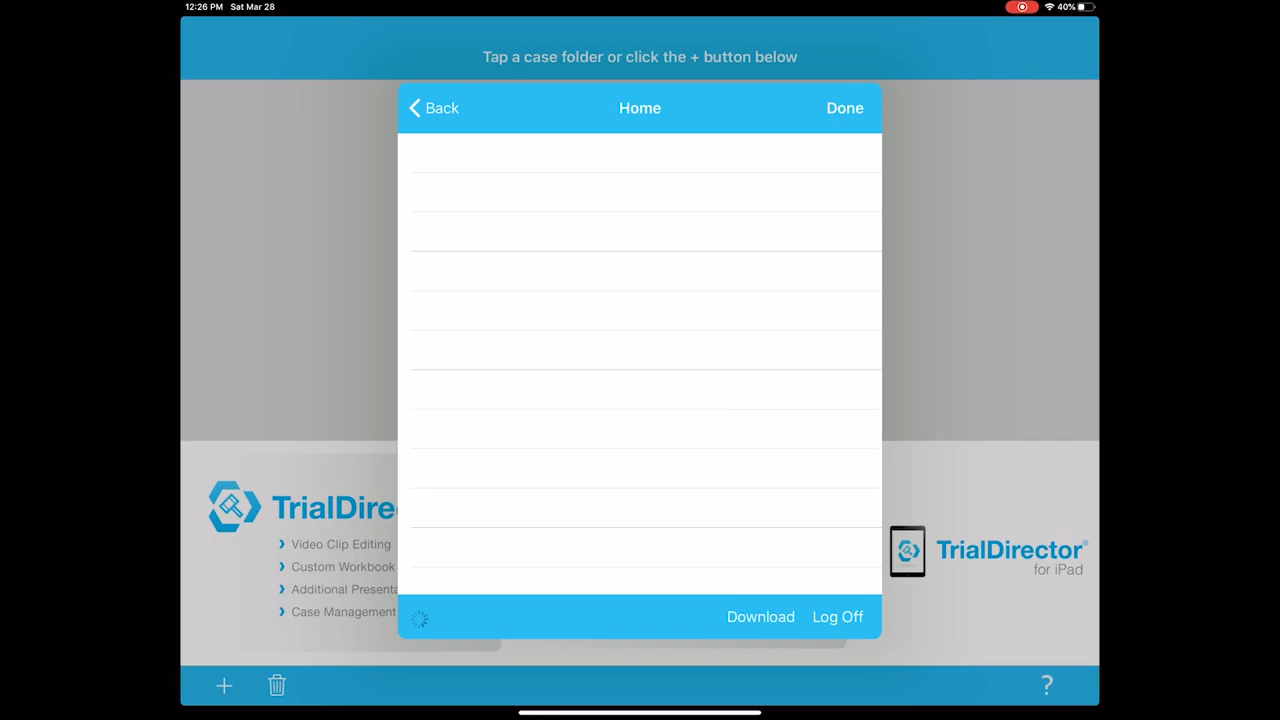 12:26 PM Sat Mar 28
40%
Tap a case folder or click the + button below
Back
Home
Done
TrialDire
Video Clip Editing
Custom Workbook
Additional Presenta
Case Management
TrialDirector®
for iPad
Download
Log Off
+
?